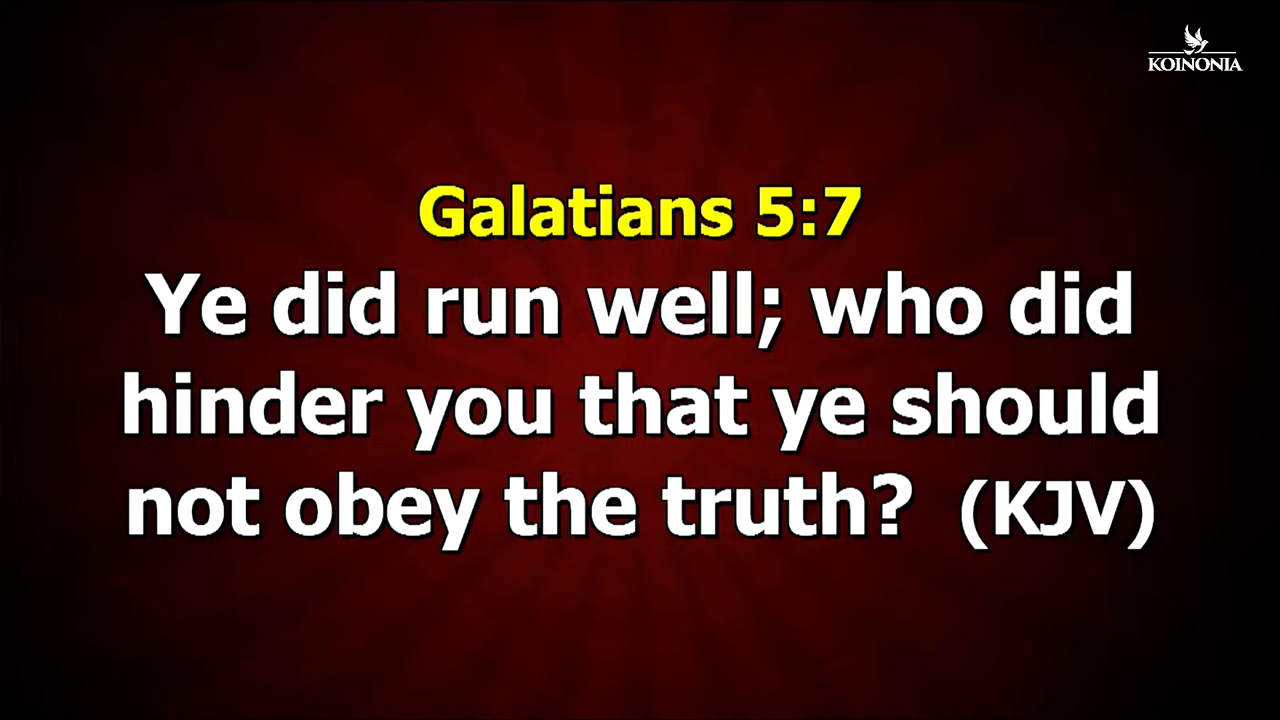 KOINONIA
Galatians 5:7
Ye did run well; who did
hinder you that ye should
not obey the truth? (KJV)